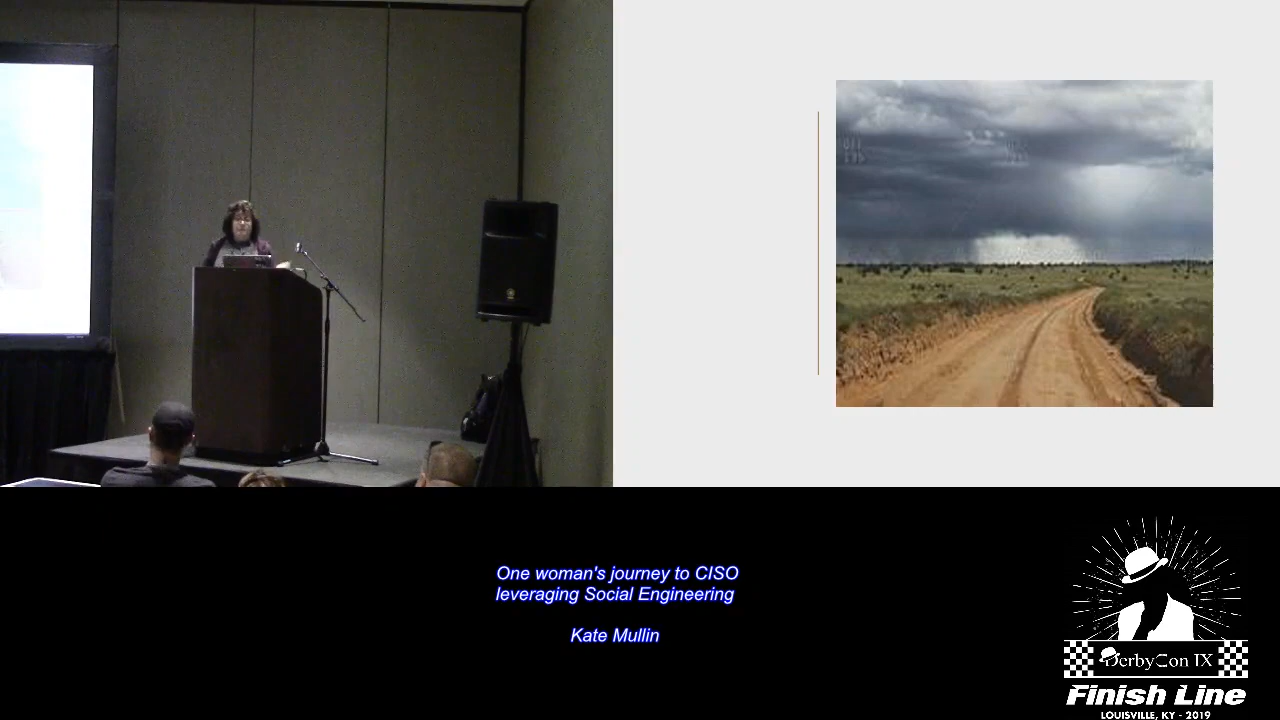 One woman's journey to CISO
leveraging Social Engineering
Kate Mullin
DerbyCon IX
Finish Line
LOUISVILLE, KY - 2019